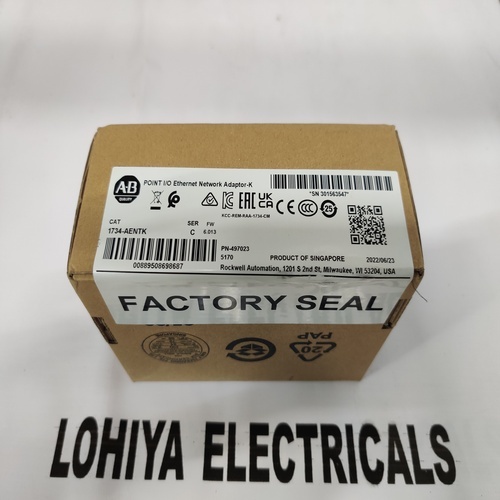 A-B
QUALITY
POINT I/O Ethernet Network Adaptor-K
*SN 301563547*
KCC-REM-RAA-1734-CM
CAT
1734-AENTK
SER
C
FW
6.013
PN-497023
5170
PRODUCT OF SINGAPORE
2022/06/23
00889508698687
Rockwell Automation, 1201 S 2nd St, Milwaukee, WI 53204, USA
FACTORY SEAL
20
PAP
LOHIYA ELECTRICALS